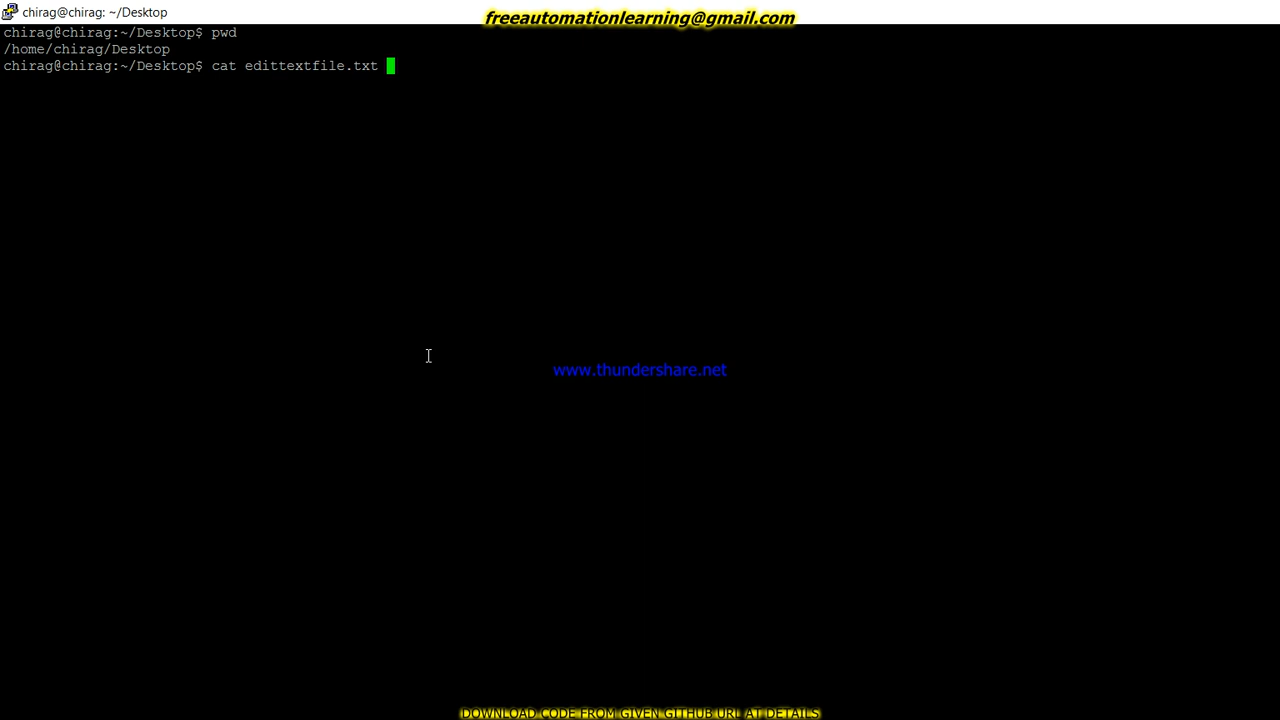 chirag@chirag: ~/Desktop
freeautomationlearning@gmail.com
chirag@chirag:~/Desktop$ pwd
/home/chirag/Desktop
chirag@chirag:~/Desktop$ cat edittextfile.txt
www.thundershare.net
DOWNLOAD CODE FROM GIVEN GITHUB URL AT DETAILS